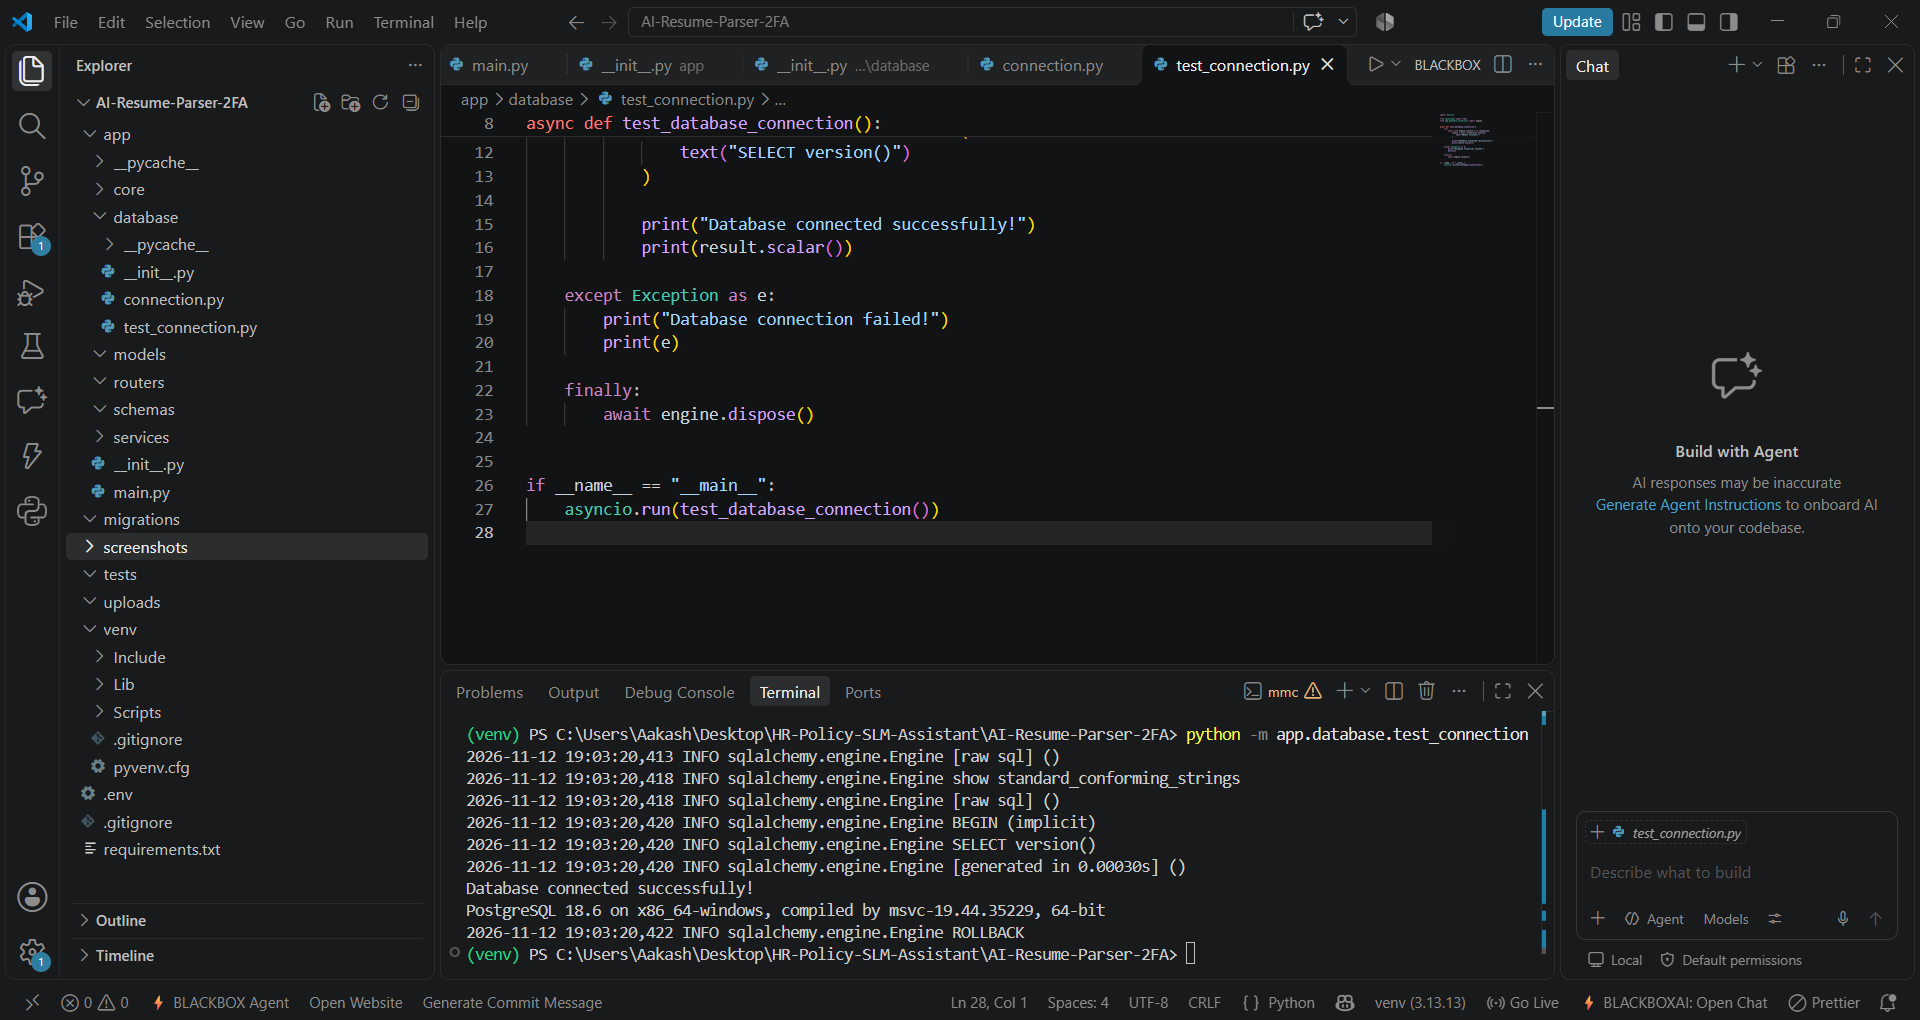 File Edit Selection View Go Run Terminal Help
AI-Resume-Parser-2FA
Update
Explorer
AI-Resume-Parser-2FA
app
__pycache__
core
database
__pycache__
__init__.py
connection.py
test_connection.py
models
routers
schemas
services
__init__.py
main.py
migrations
screenshots
tests
uploads
venv
Include
Lib
Scripts
.gitignore
pyvenv.cfg
.env
.gitignore
requirements.txt
Outline
Timeline
1
1
main.py
__init__.py app
__init__.py ...\database
connection.py
test_connection.py
BLACKBOX
app > database > test_connection.py > ...
8 async def test_database_connection():
12 text("SELECT version()")
13 )
14
15 print("Database connected successfully!")
16 print(result.scalar())
17
18 except Exception as e:
19 print("Database connection failed!")
20 print(e)
21
22 finally:
23 await engine.dispose()
24
25
26 if __name__ == "__main__":
27 asyncio.run(test_database_connection())
28
Problems Output Debug Console Terminal Ports
mmc
(venv) PS C:\Users\Aakash\Desktop\HR-Policy-SLM-Assistant\AI-Resume-Parser-2FA> python -m app.database.test_connection
2026-11-12 19:03:20,413 INFO sqlalchemy.engine.Engine [raw sql] ()
2026-11-12 19:03:20,418 INFO sqlalchemy.engine.Engine show standard_conforming_strings
2026-11-12 19:03:20,418 INFO sqlalchemy.engine.Engine [raw sql] ()
2026-11-12 19:03:20,420 INFO sqlalchemy.engine.Engine BEGIN (implicit)
2026-11-12 19:03:20,420 INFO sqlalchemy.engine.Engine SELECT version()
2026-11-12 19:03:20,420 INFO sqlalchemy.engine.Engine [generated in 0.00030s] ()
Database connected successfully!
PostgreSQL 18.6 on x86_64-windows, compiled by msvc-19.44.35229, 64-bit
2026-11-12 19:03:20,422 INFO sqlalchemy.engine.Engine ROLLBACK
(venv) PS C:\Users\Aakash\Desktop\HR-Policy-SLM-Assistant\AI-Resume-Parser-2FA>
Chat
Build with Agent
AI responses may be inaccurate
Generate Agent Instructions to onboard AI
onto your codebase.
test_connection.py
Describe what to build
Agent Models
Local Default permissions
0 0 BLACKBOX Agent Open Website Generate Commit Message
Ln 28, Col 1 Spaces: 4 UTF-8 CRLF {} Python venv (3.13.13) Go Live BLACKBOXAI: Open Chat Prettier